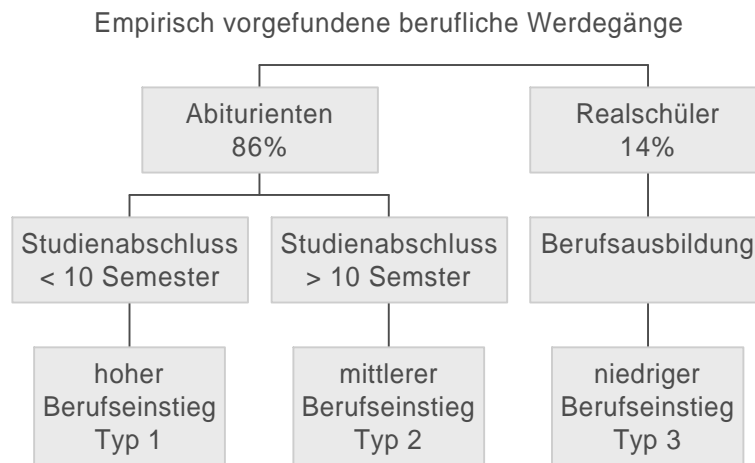 Empirisch vorgefundene berufliche Werdegänge
Abiturienten
86%
Realschüler
14%
Studienabschluss
< 10 Semester
Studienabschluss
> 10 Semster
Berufsausbildung
hoher
Berufseinstieg
Typ 1
mittlerer
Berufseinstieg
Typ 2
niedriger
Berufseinstieg
Typ 3